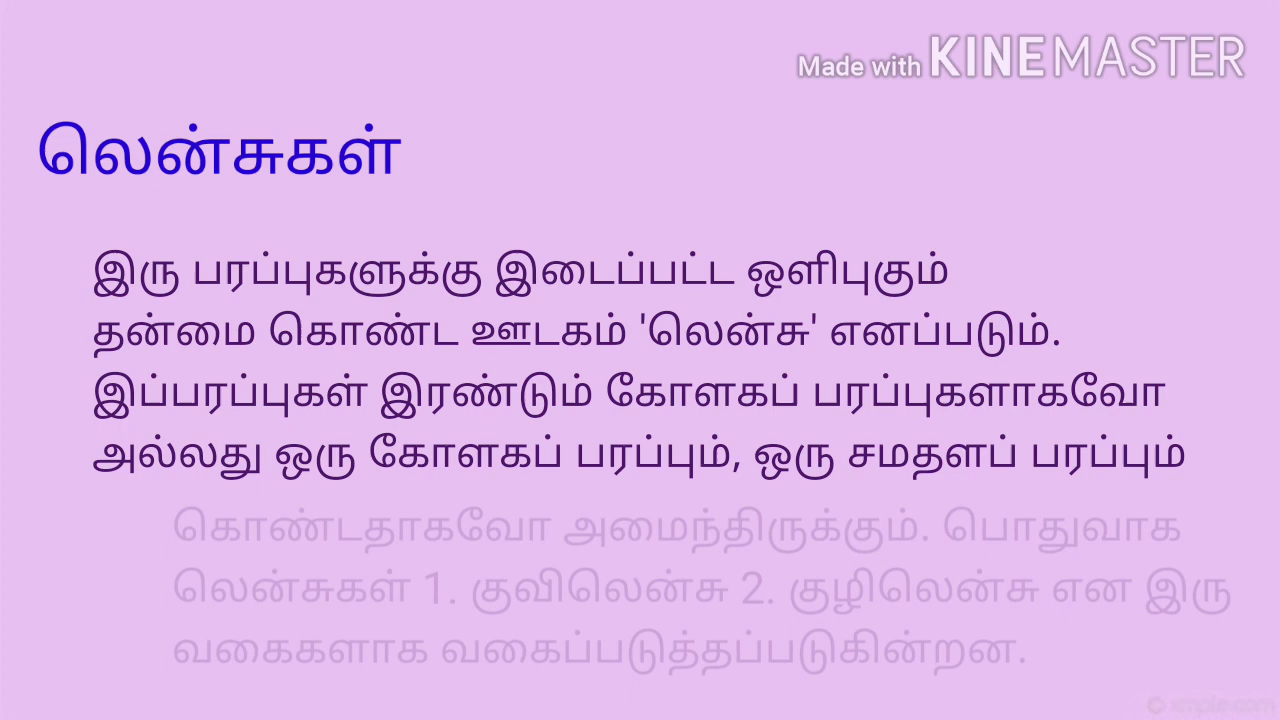 Made with KINEMASTER
லென்சுகள்
இரு பரப்புகளுக்கு இடைப்பட்ட ஒளிபுகும்
தன்மை கொண்ட ஊடகம் 'லென்சு' எனப்படும்.
இப்பரப்புகள் இரண்டும் கோளகப் பரப்புகளாகவோ
அல்லது ஒரு கோளகப் பரப்பும், ஒரு சமதளப் பரப்பும்
கொண்டதாகவோ அமைந்திருக்கும். பொதுவாக
லென்சுகள் 1. குவிலென்சு 2. குழிலென்சு என இரு
வகைகளாக வகைப்படுத்தப்படுகின்றன.